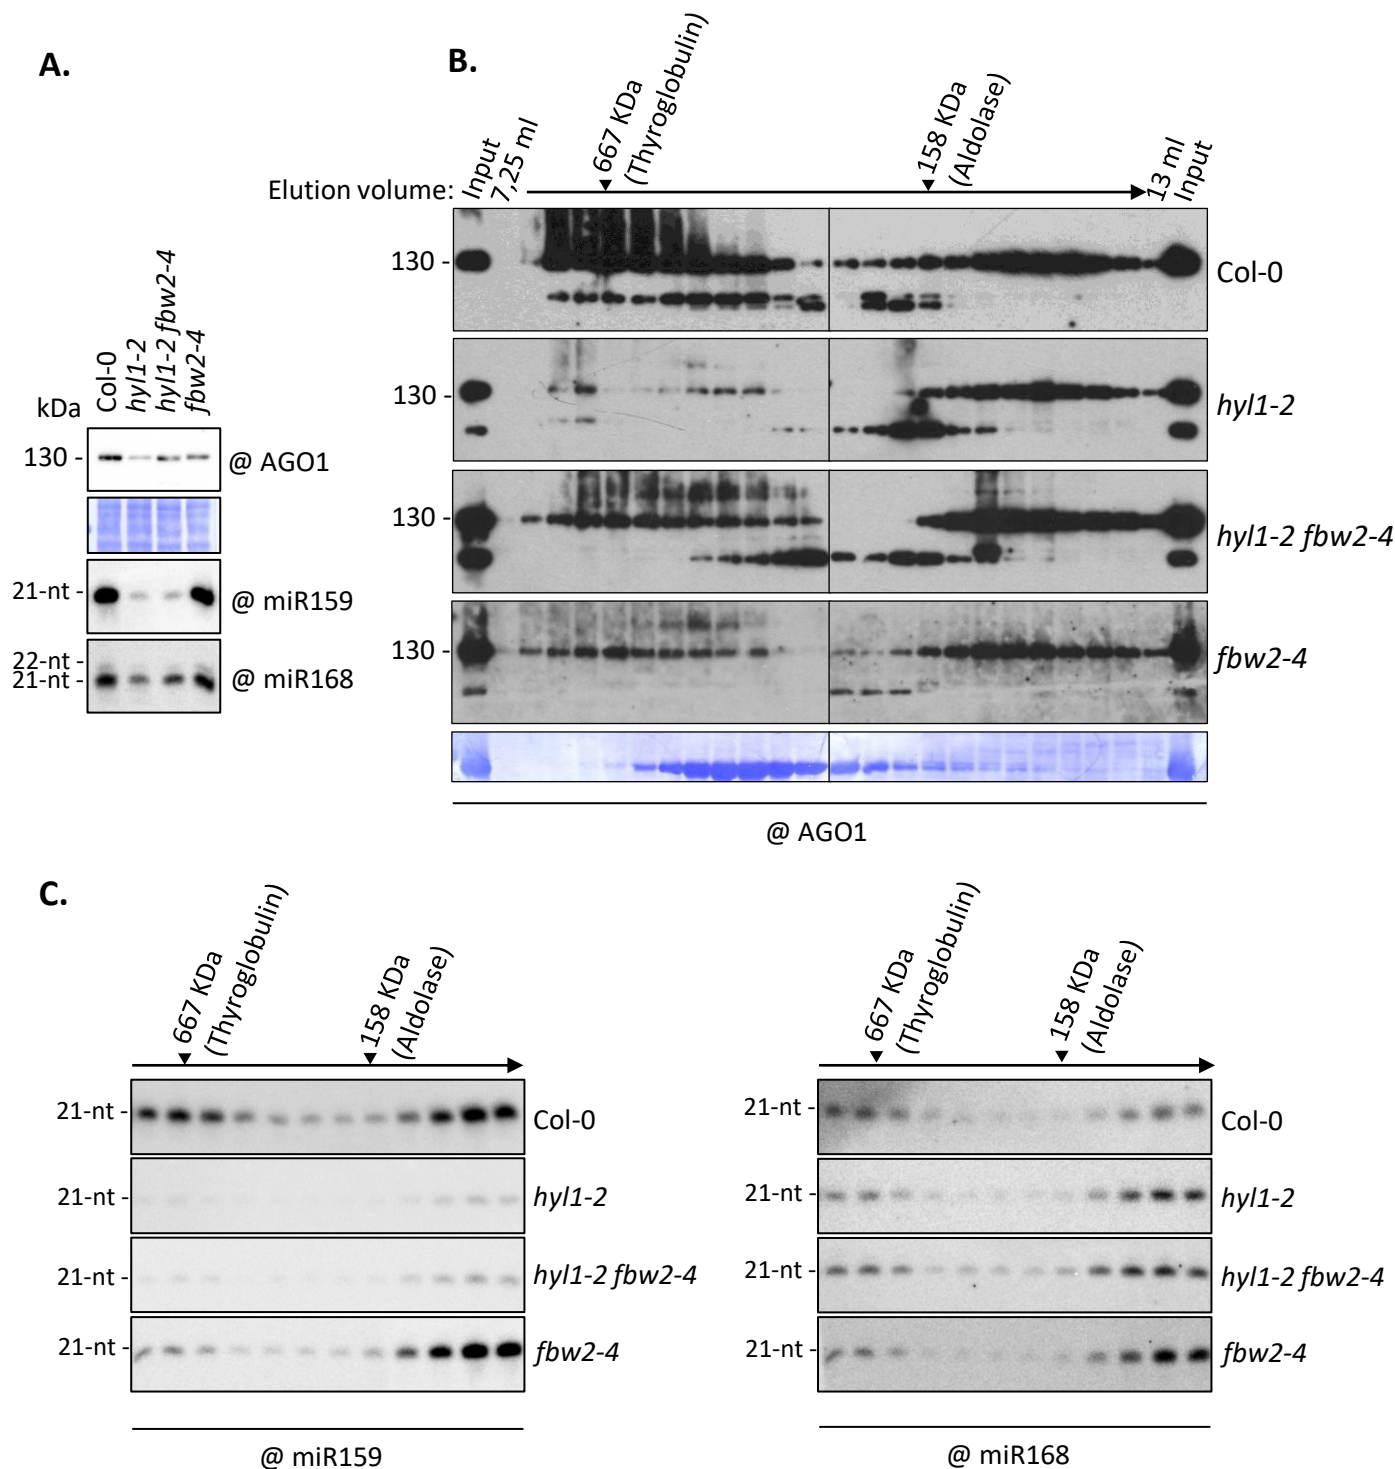 A.
Col-0
hyl1-2
hyl1-2 fbw2-4
fbw2-4
kDa
130 -
@ AGO1
21-nt -
@ miR159
22-nt -
21-nt -
@ miR168
B.
Elution volume:
Input
7,25 ml
667 KDa
(Thyroglobulin)
158 KDa
(Aldolase)
13 ml
Input
130 -
Col-0
130 -
hyl1-2
130 -
hyl1-2 fbw2-4
130 -
fbw2-4
@ AGO1
C.
667 KDa
(Thyroglobulin)
158 KDa
(Aldolase)
21-nt -
Col-0
21-nt -
hyl1-2
21-nt -
hyl1-2 fbw2-4
21-nt -
fbw2-4
@ miR159
667 KDa
(Thyroglobulin)
158 KDa
(Aldolase)
21-nt -
Col-0
21-nt -
hyl1-2
21-nt -
hyl1-2 fbw2-4
21-nt -
fbw2-4
@ miR168